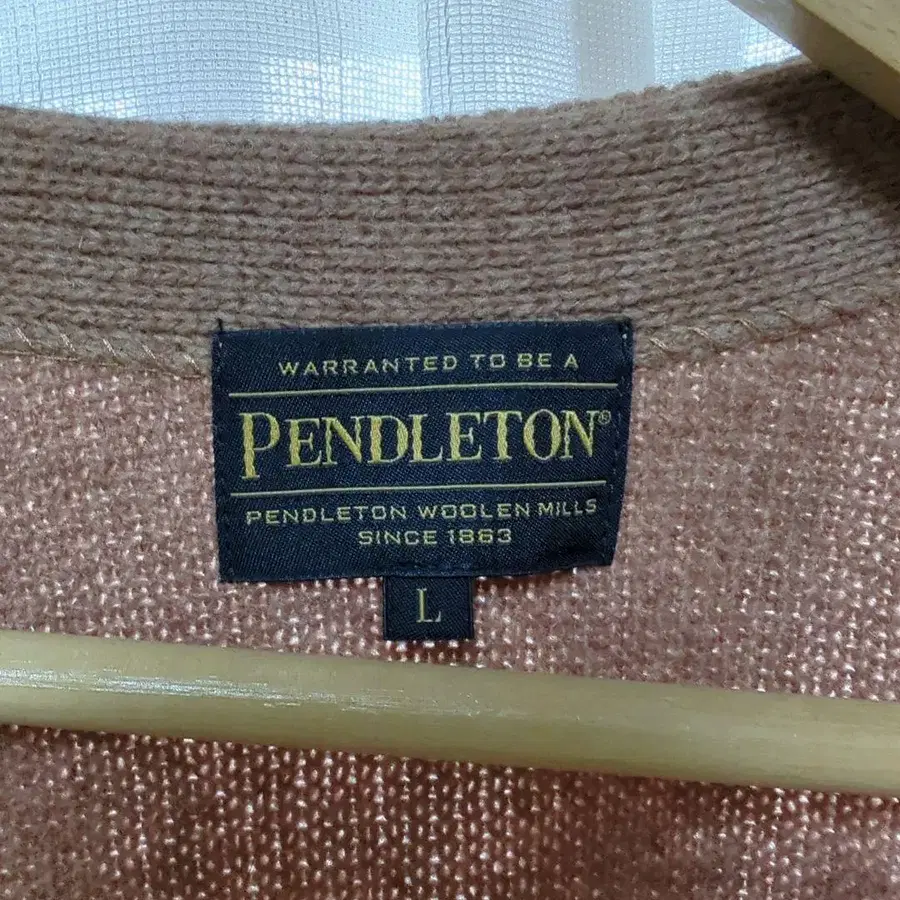 WARRANTED TO BE A
PENDLETON®
PENDLETON WOOLEN MILLS
SINCE 1863
L